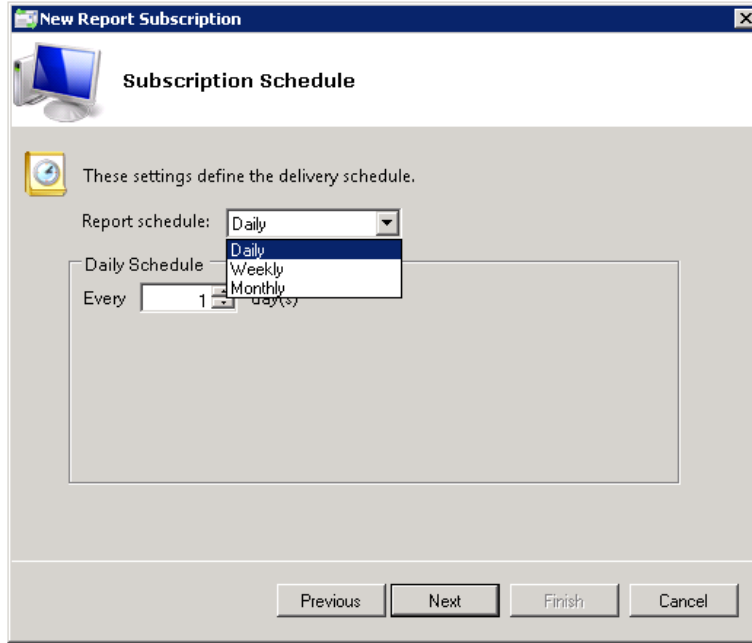 New Report Subscription
Subscription Schedule
These settings define the delivery schedule.
Report schedule: Daily
Daily
Weekly
Monthly
Daily Schedule
Every 1 day(s)
Previous Next Finish Cancel